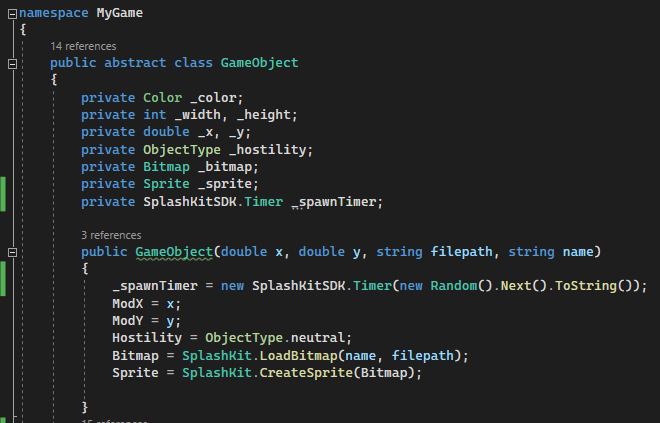 namespace MyGame
{
14 references
public abstract class GameObject
{
private Color _color;
private int _width, _height;
private double _x, _y;
private ObjectType _hostility;
private Bitmap _bitmap;
private Sprite _sprite;
private SplashKitSDK.Timer _spawnTimer;
3 references
public GameObject(double x, double y, string filepath, string name)
{
_spawnTimer = new SplashKitSDK.Timer(new Random().Next().ToString());
ModX = x;
ModY = y;
Hostility = ObjectType.neutral;
Bitmap = SplashKit.LoadBitmap(name, filepath);
Sprite = SplashKit.CreateSprite(Bitmap);
}
15 references